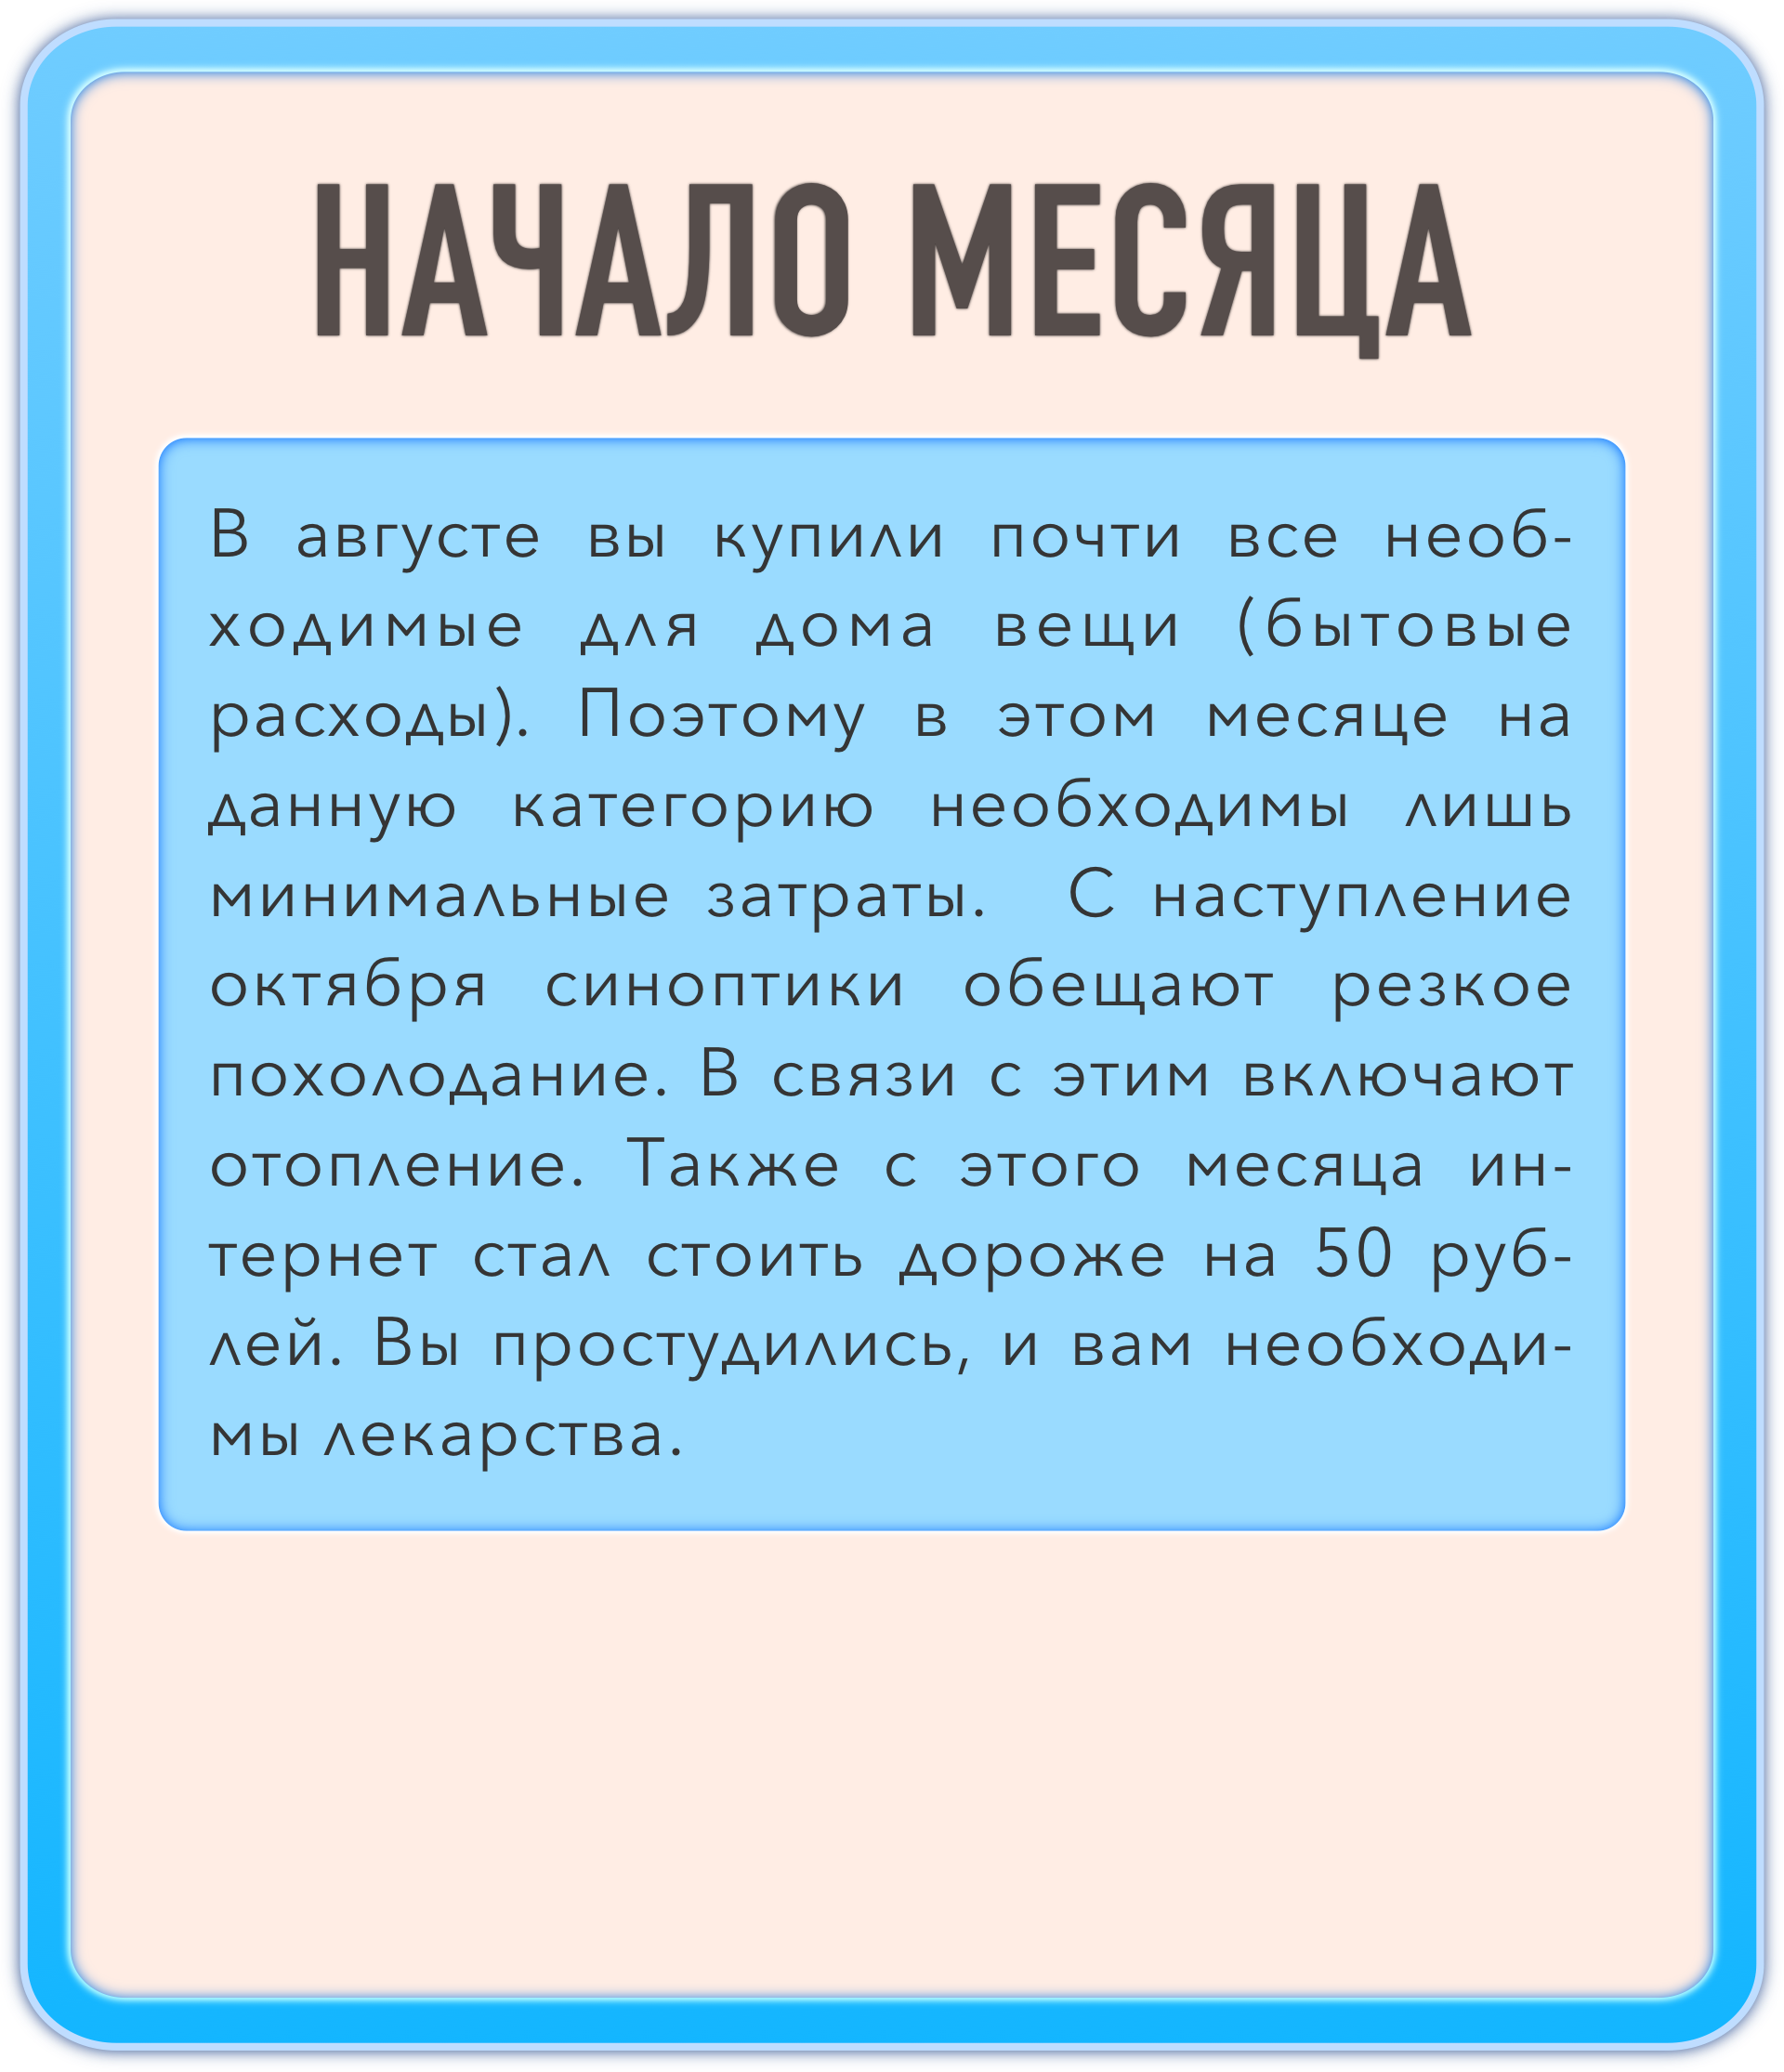 НАЧАЛО МЕСЯЦА
В августе вы купили почти все необ-
ходимые для дома вещи (бытовые
расходы). Поэтому в этом месяце на
данную категорию необходимы лишь
минимальные затраты. С наступление
октября синоптики обещают резкое
похолодание. В связи с этим включают
отопление. Также с этого месяца ин-
тернет стал стоить дороже на 50 руб-
лей. Вы простудились, и вам необходи-
мы лекарства.